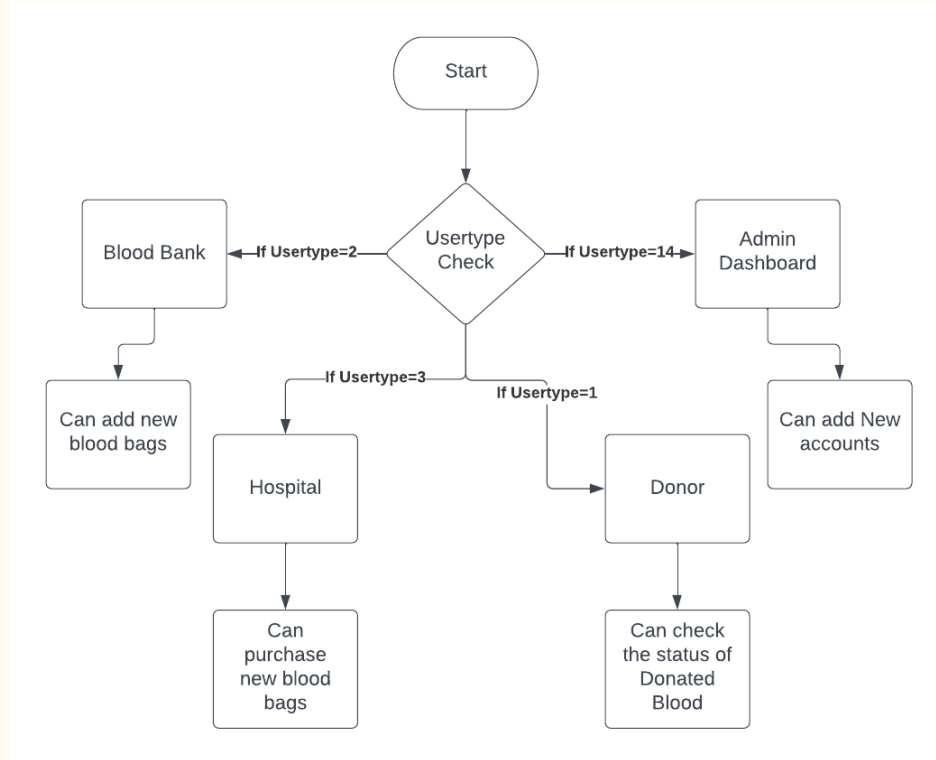 Start
Usertype
Check
If Usertype=2
Blood Bank
If Usertype=14
Admin
Dashboard
Can add new
blood bags
If Usertype=3
If Usertype=1
Can add New
accounts
Hospital
Donor
Can
purchase
new blood
bags
Can check
the status of
Donated
Blood